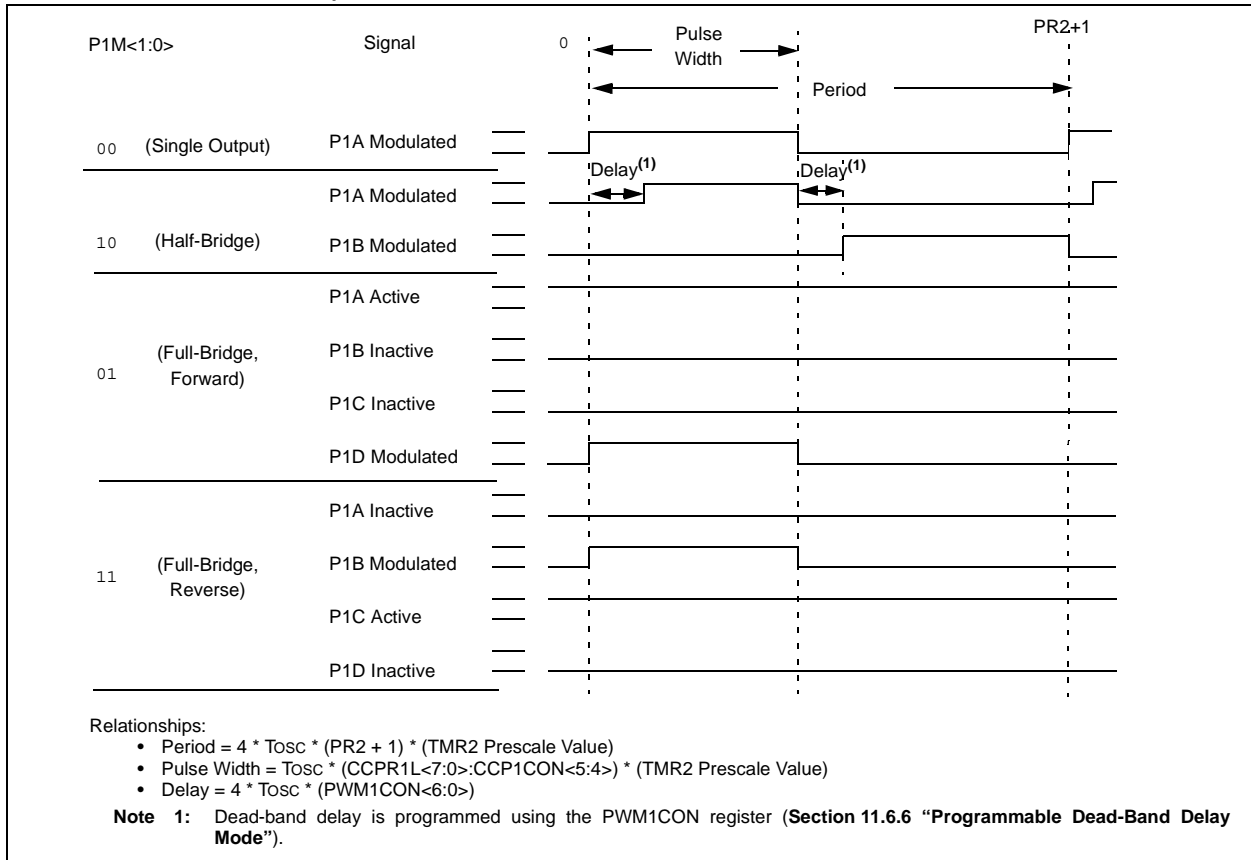 P1M<1:0> Signal 0 Pulse Width PR2+1
Period
00 (Single Output) P1A Modulated
Delay(1) Delay(1)
P1A Modulated
10 (Half-Bridge) P1B Modulated
P1A Active
01 (Full-Bridge, Forward) P1B Inactive
P1C Inactive
P1D Modulated
P1A Inactive
11 (Full-Bridge, Reverse) P1B Modulated
P1C Active
P1D Inactive
Relationships:
• Period = 4 * TOSC * (PR2 + 1) * (TMR2 Prescale Value)
• Pulse Width = TOSC * (CCPR1L<7:0>:CCP1CON<5:4>) * (TMR2 Prescale Value)
• Delay = 4 * TOSC * (PWM1CON<6:0>)
Note 1: Dead-band delay is programmed using the PWM1CON register (Section 11.6.6 “Programmable Dead-Band Delay
Mode”).